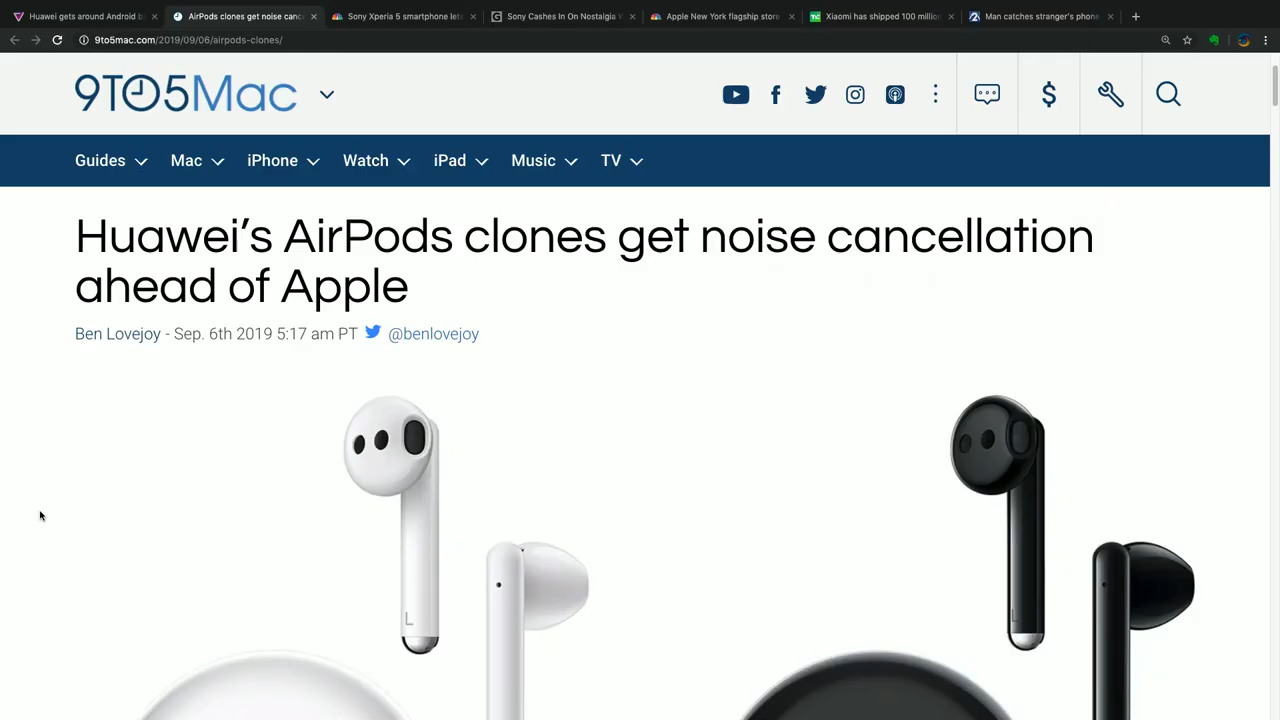 Huawei gets around Android b
AirPods clones get noise canc
Sony Xperia 5 smartphone lets
Sony Cashes In On Nostalgia W
Apple New York flagship store
Xiaomi has shipped 100 million
Man catches stranger's phone
9to5mac.com/2019/09/06/airpods-clones/
9TO5Mac
Guides Mac iPhone Watch iPad Music TV
Huawei's AirPods clones get noise cancellation
ahead of Apple
Ben Lovejoy - Sep. 6th 2019 5:17 am PT @benlovejoy
L
L